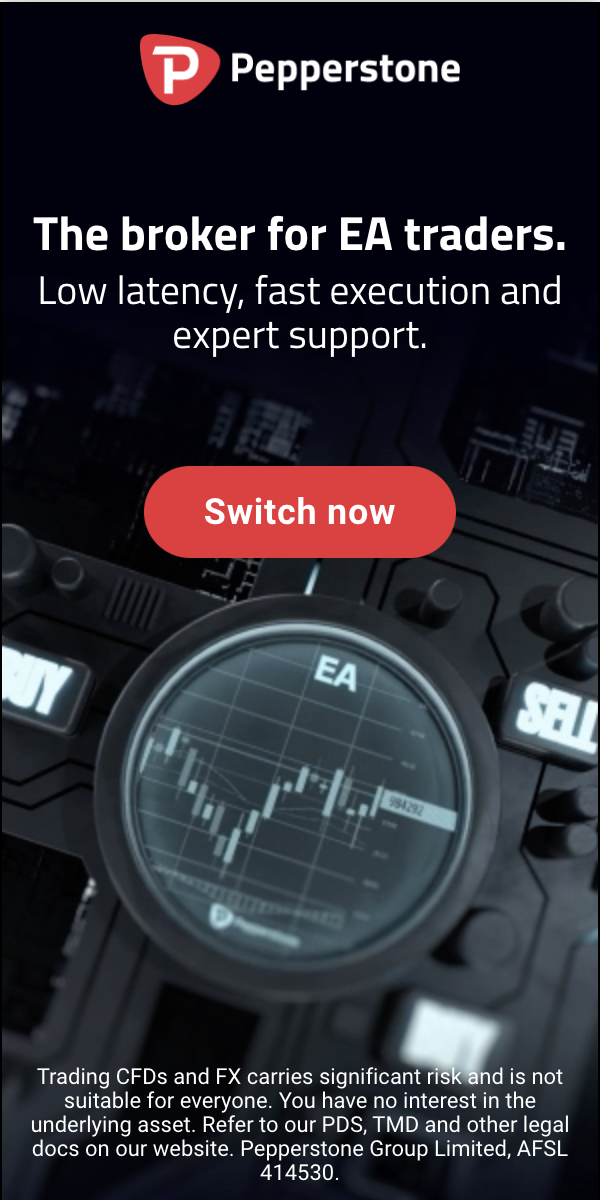 Pepperstone
The broker for EA traders.
Low latency, fast execution and
expert support.
Switch now
EA
BUY
SELL
984292
Pepperstone
Trading CFDs and FX carries significant risk and is not
suitable for everyone. You have no interest in the
underlying asset. Refer to our PDS, TMD and other legal
docs on our website. Pepperstone Group Limited, AFSL
414530.